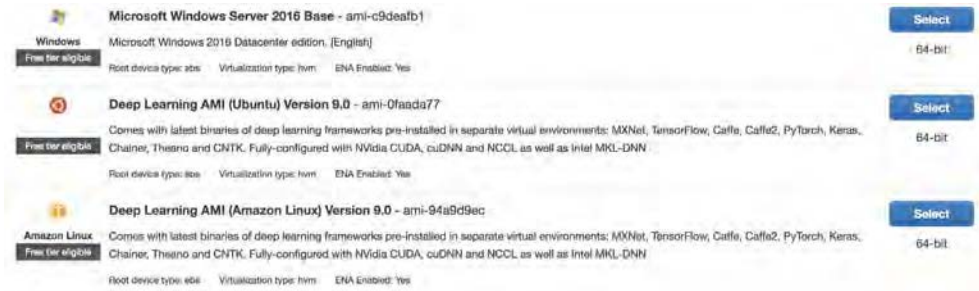 Microsoft Windows Server 2016 Base - ami-c9deafb1
Select
Windows
Microsoft Windows 2016 Datacenter edition. [English]
64-bit
Free tier eligible
Root device type: ebs Virtualization type: hvm ENA Enabled: Yes
Deep Learning AMI (Ubuntu) Version 9.0 - ami-0faada77
Select
Comes with latest binaries of deep learning frameworks pre-installed in separate virtual environments: MXNet, TensorFlow, Caffe, Caffe2, PyTorch, Keras,
64-bit
Free tier eligible
Chainer, Theano and CNTK. Fully-configured with NVidia CUDA, cuDNN and NCCL as well as Intel MKL-DNN
Root device type: ebs Virtualization type: hvm ENA Enabled: Yes
Deep Learning AMI (Amazon Linux) Version 9.0 - ami-94a9d9ec
Select
Amazon Linux
Comes with latest binaries of deep learning frameworks pre-installed in separate virtual environments: MXNet, TensorFlow, Caffe, Caffe2, PyTorch, Keras,
64-bit
Free tier eligible
Chainer, Theano and CNTK. Fully-configured with NVidia CUDA, cuDNN and NCCL as well as Intel MKL-DNN
Root device type: ebs Virtualization type: hvm ENA Enabled: Yes